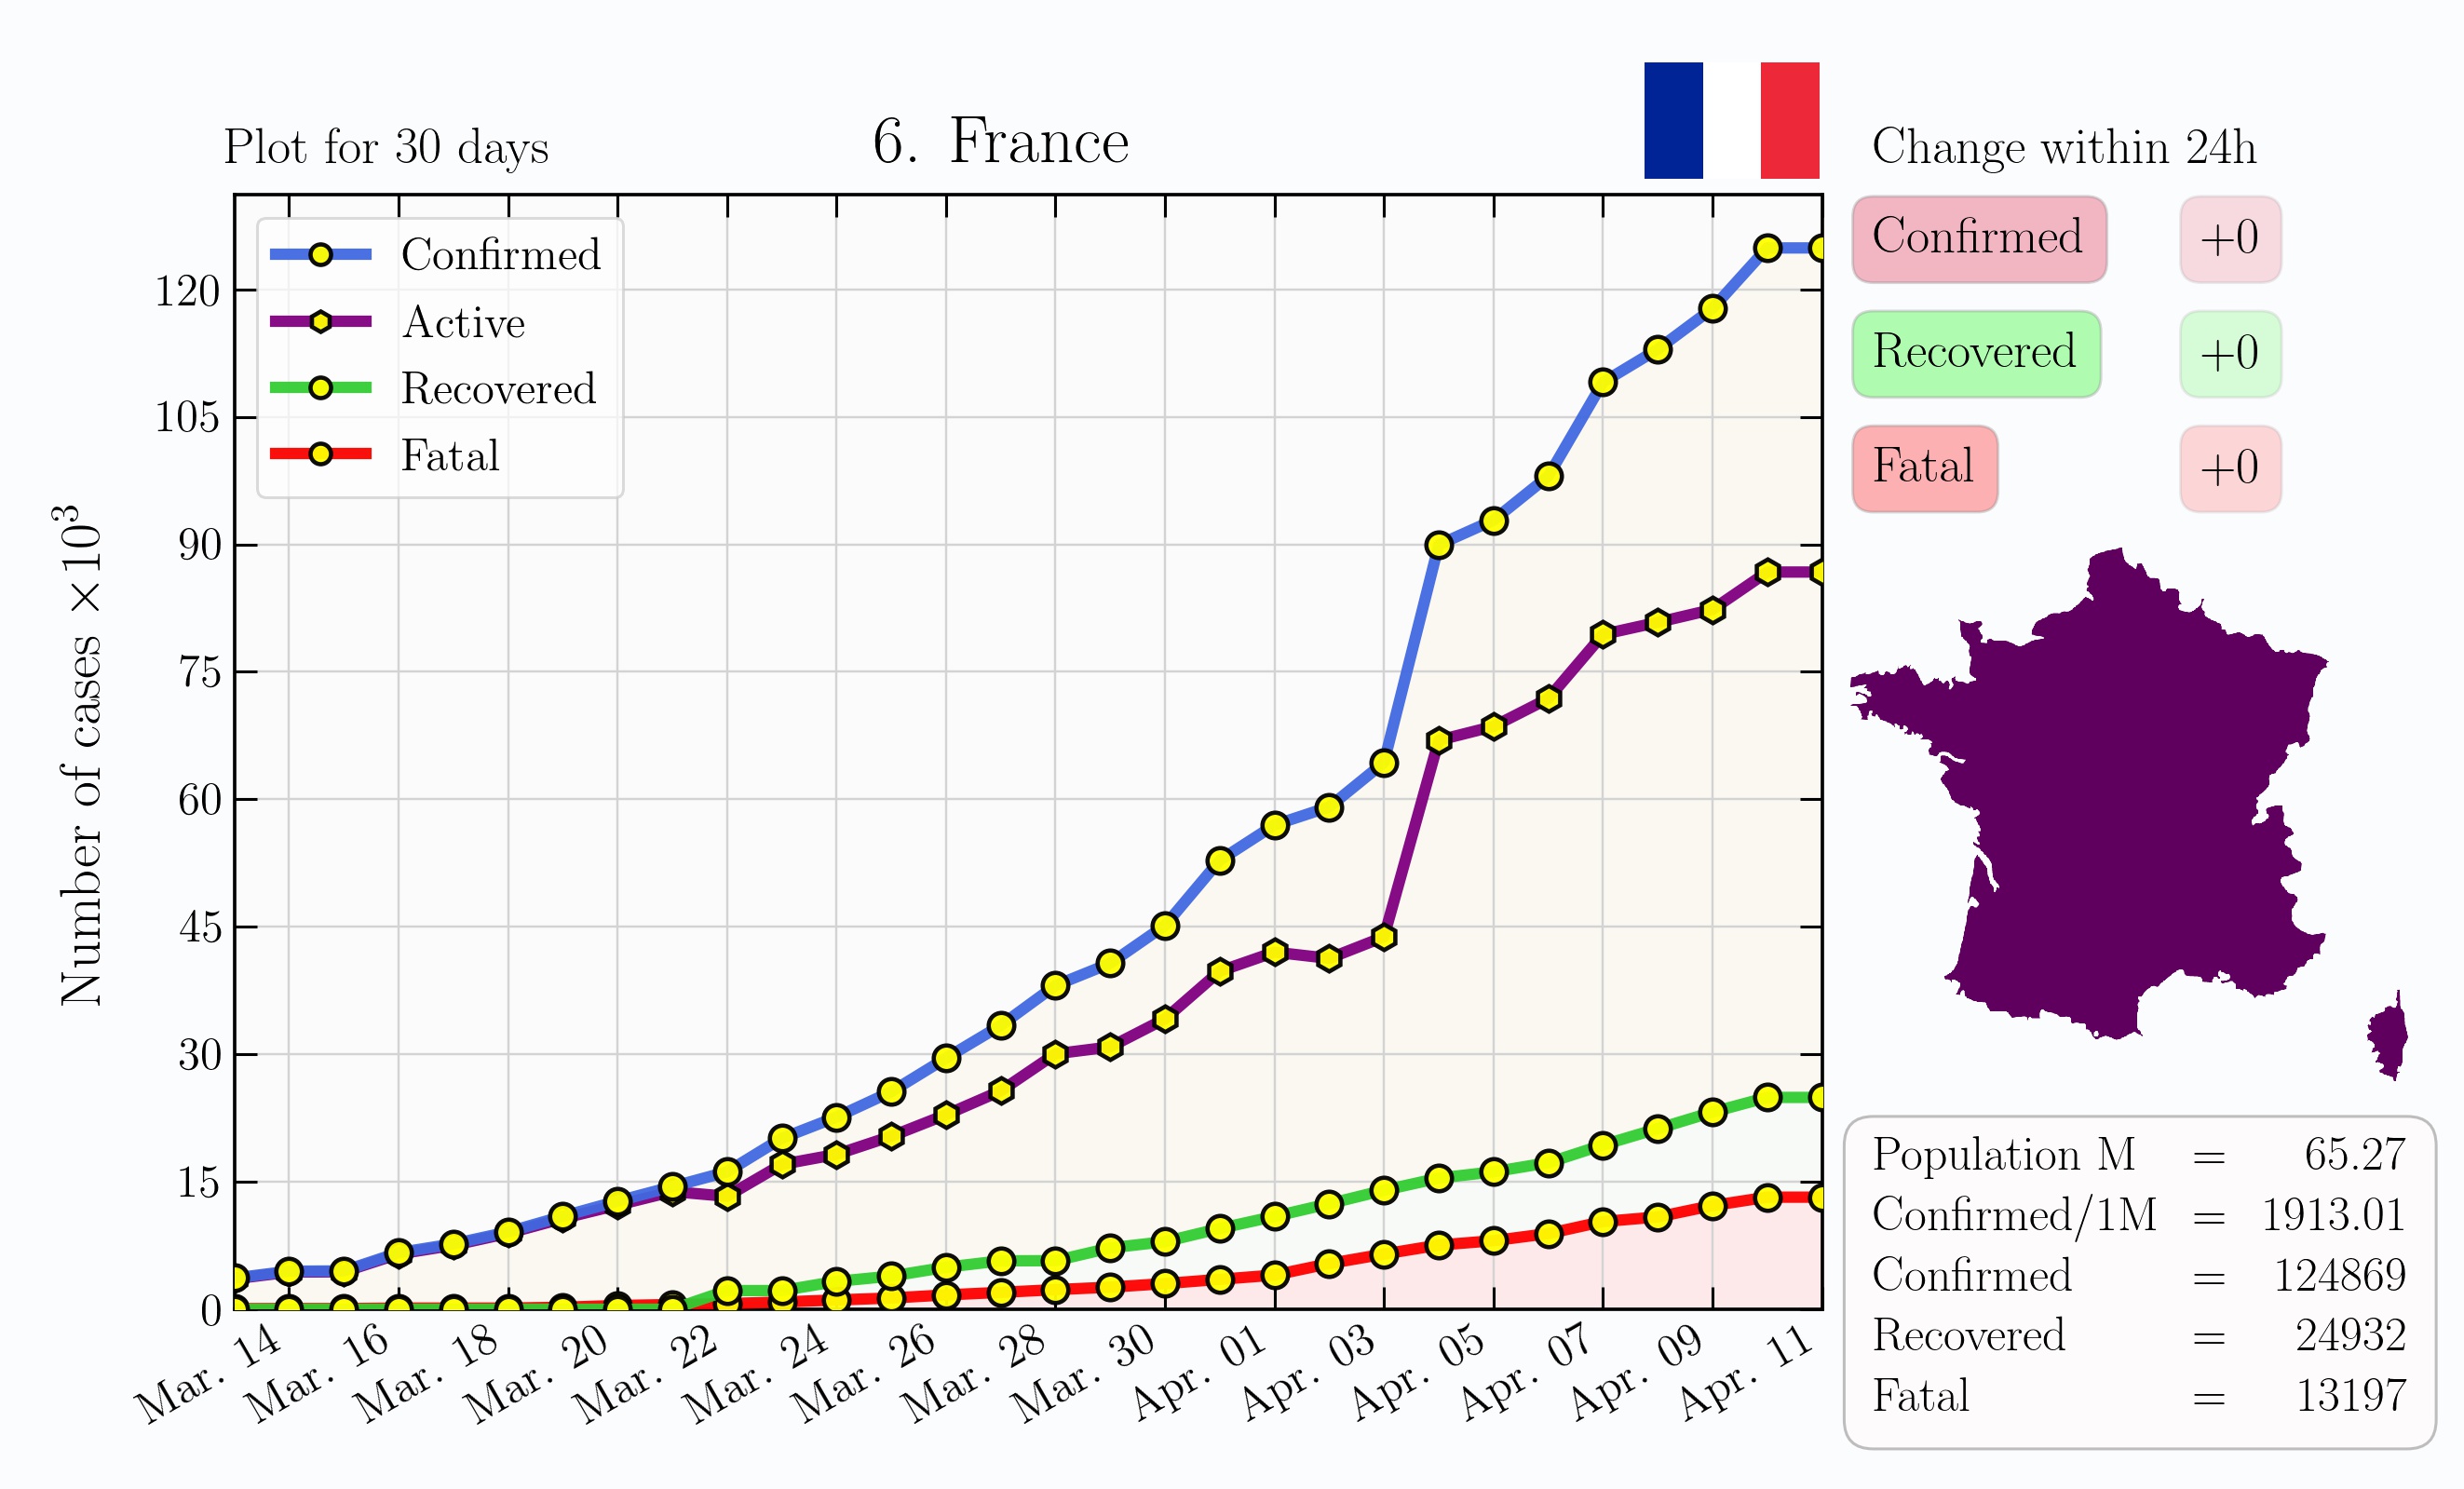 Plot for 30 days
6. France
Change within 24h
Confirmed +0
Recovered +0
Fatal +0
Confirmed
Active
Recovered
Fatal
Number of cases ×10³
120
105
90
75
60
45
30
15
0
Mar. 14
Mar. 16
Mar. 18
Mar. 20
Mar. 22
Mar. 24
Mar. 26
Mar. 28
Mar. 30
Apr. 01
Apr. 03
Apr. 05
Apr. 07
Apr. 09
Apr. 11
Population M = 65.27
Confirmed/1M = 1913.01
Confirmed = 124869
Recovered = 24932
Fatal = 13197